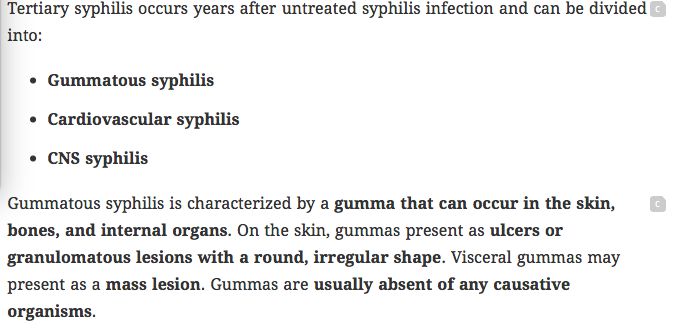 Tertiary syphilis occurs years after untreated syphilis infection and can be divided c
into:
• Gummatous syphilis
• Cardiovascular syphilis
• CNS syphilis
Gummatous syphilis is characterized by a gumma that can occur in the skin, c
bones, and internal organs. On the skin, gummas present as ulcers or
granulomatous lesions with a round, irregular shape. Visceral gummas may
present as a mass lesion. Gummas are usually absent of any causative
organisms.